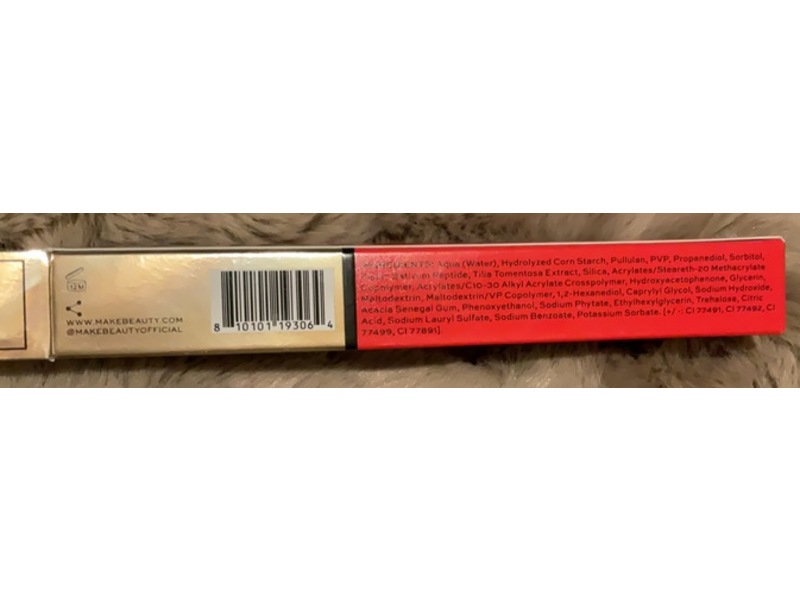 12M
WWW.MAKEBEAUTY.COM
@MAKEBEAUTYOFFICIAL
8 10101 19306 4
INGREDIENTS: Aqua (Water), Hydrolyzed Corn Starch, Pullulan, PVP, Propanediol, Sorbitol,
Peptide, Tilia Tomentosa Extract, Silica, Acrylates/Steareth-20 Methacrylate
Copolymer, Acrylates/C10-30 Alkyl Acrylate Crosspolymer, Hydroxyacetophenone, Glycerin,
Maltodextrin, Maltodextrin/VP Copolymer, 1,2-Hexanediol, Caprylyl Glycol, Sodium Hydroxide,
Acacia Senegal Gum, Phenoxyethanol, Sodium Phytate, Ethylhexylglycerin, Trehalose, Citric
Acid, Sodium Lauryl Sulfate, Sodium Benzoate, Potassium Sorbate. [+/-: CI 77491, CI 77492, CI
77499, CI 77891].